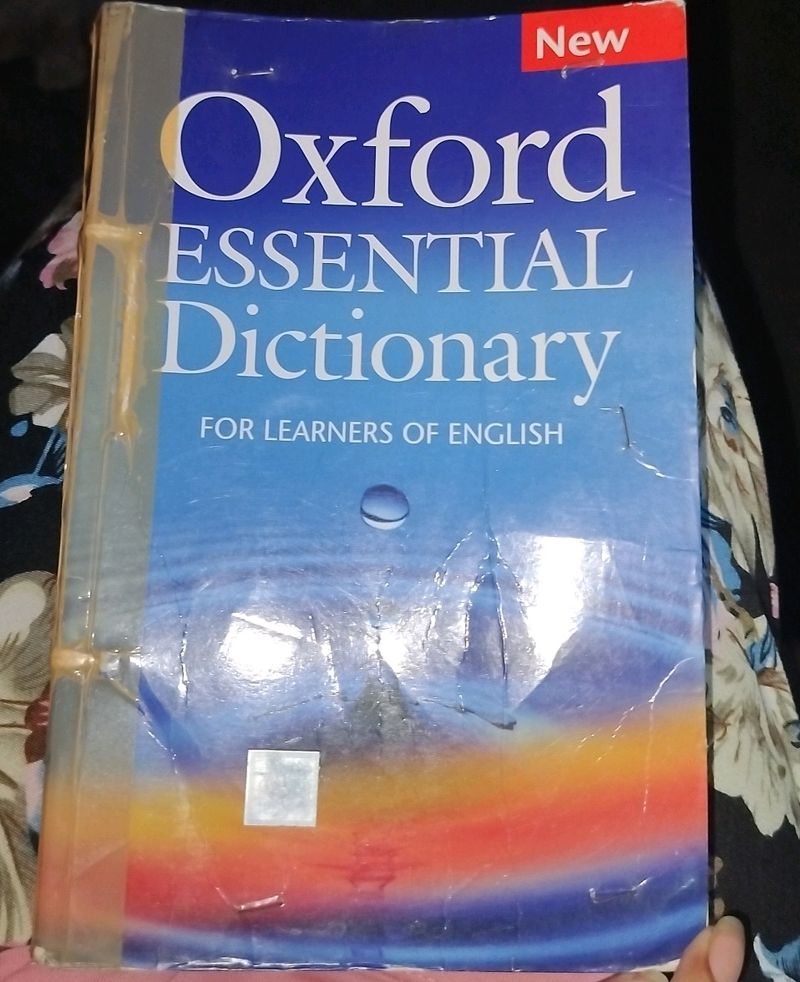 New
Oxford
ESSENTIAL
Dictionary
FOR LEARNERS OF ENGLISH